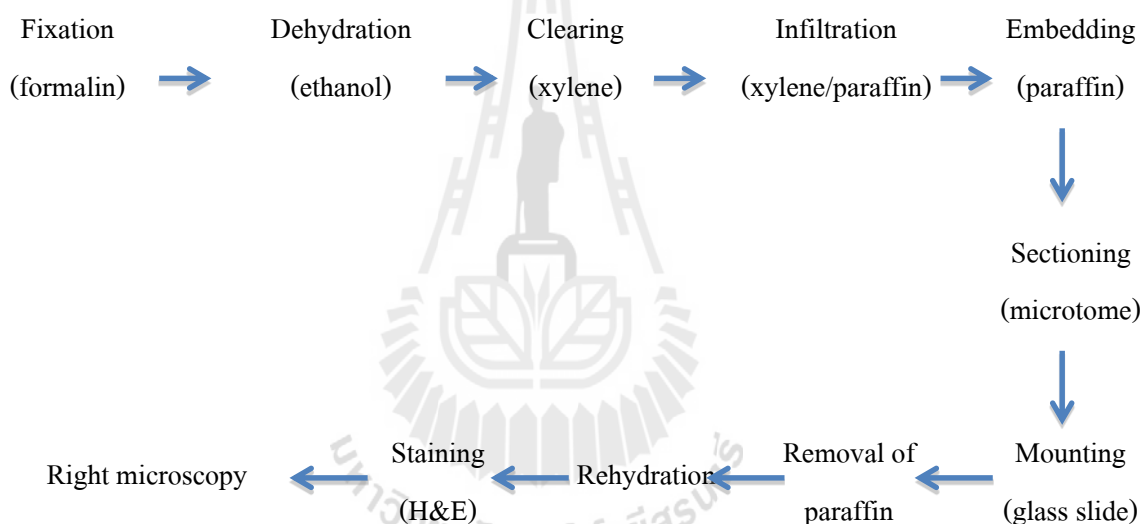 Fixation
(formalin)
Dehydration
(ethanol)
Clearing
(xylene)
Infiltration
(xylene/paraffin)
Embedding
(paraffin)
Sectioning
(microtome)
Mounting
(glass slide)
Removal of
paraffin
Rehydration
Staining
(H&E)
Right microscopy